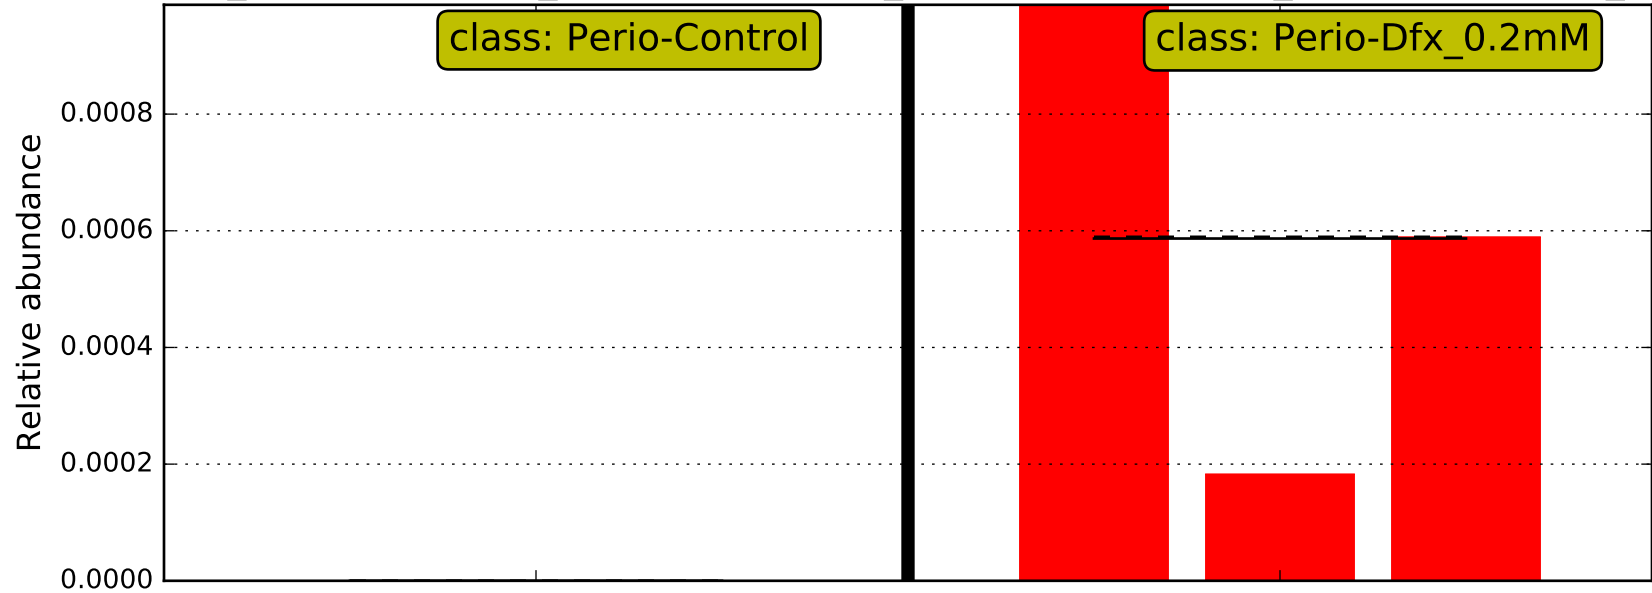 class: Perio-Control
class: Perio-Dfx_0.2mM
Relative abundance
0.0008
0.0006
0.0004
0.0002
0.0000